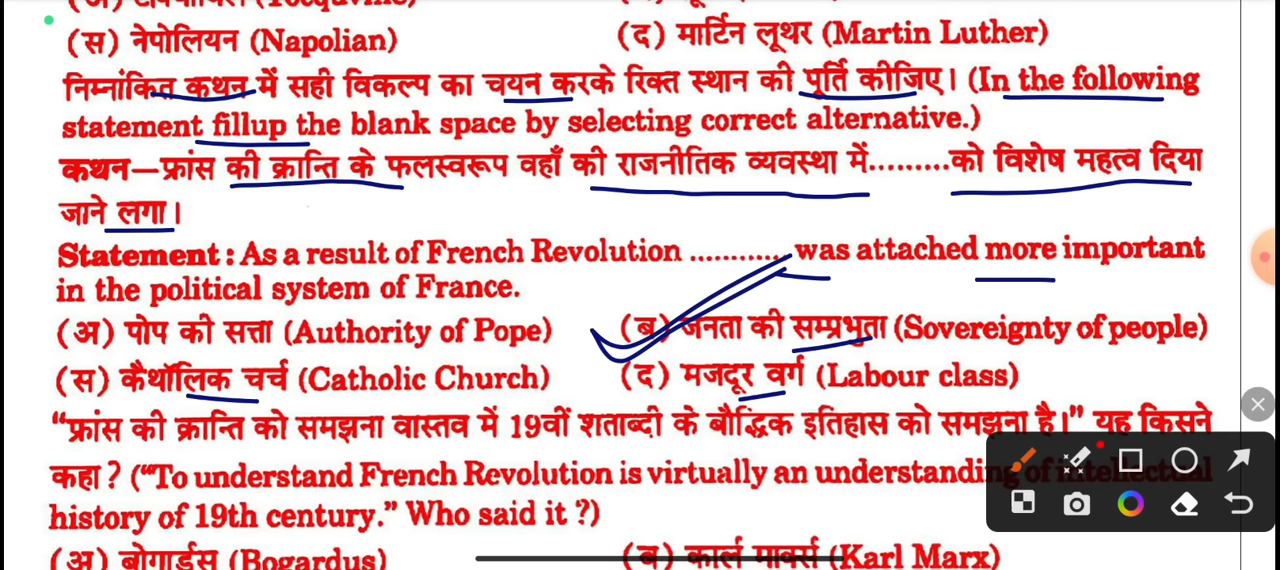 (अ) टॉकवायिल (Tocquville)
(स) नेपोलियन (Napolian)
(द) मार्टिन लूथर (Martin Luther)
निम्नांकित कथन में सही विकल्प का चयन करके रिक्त स्थान की पूर्ति कीजिए। (In the following
statement fillup the blank space by selecting correct alternative.)
कथन—फ्रांस की क्रान्ति के फलस्वरूप वहाँ की राजनीतिक व्यवस्था में.........को विशेष महत्व दिया
जाने लगा।
Statement : As a result of French Revolution ............ was attached more important
in the political system of France.
(अ) पोप की सत्ता (Authority of Pope)
(ब) जनता की सम्प्रभुता (Sovereignty of people)
(स) कैथॉलिक चर्च (Catholic Church)
(द) मजदूर वर्ग (Labour class)
“फ्रांस की क्रान्ति को समझना वास्तव में 19वीं शताब्दी के बौद्धिक इतिहास को समझना है।” यह किसने
कहा ? (“To understand French Revolution is virtually an understanding of intellectual
history of 19th century.” Who said it ?)
(अ) बोगार्डस (Bogardus)
(ब) कार्ल मार्क्स (Karl Marx)